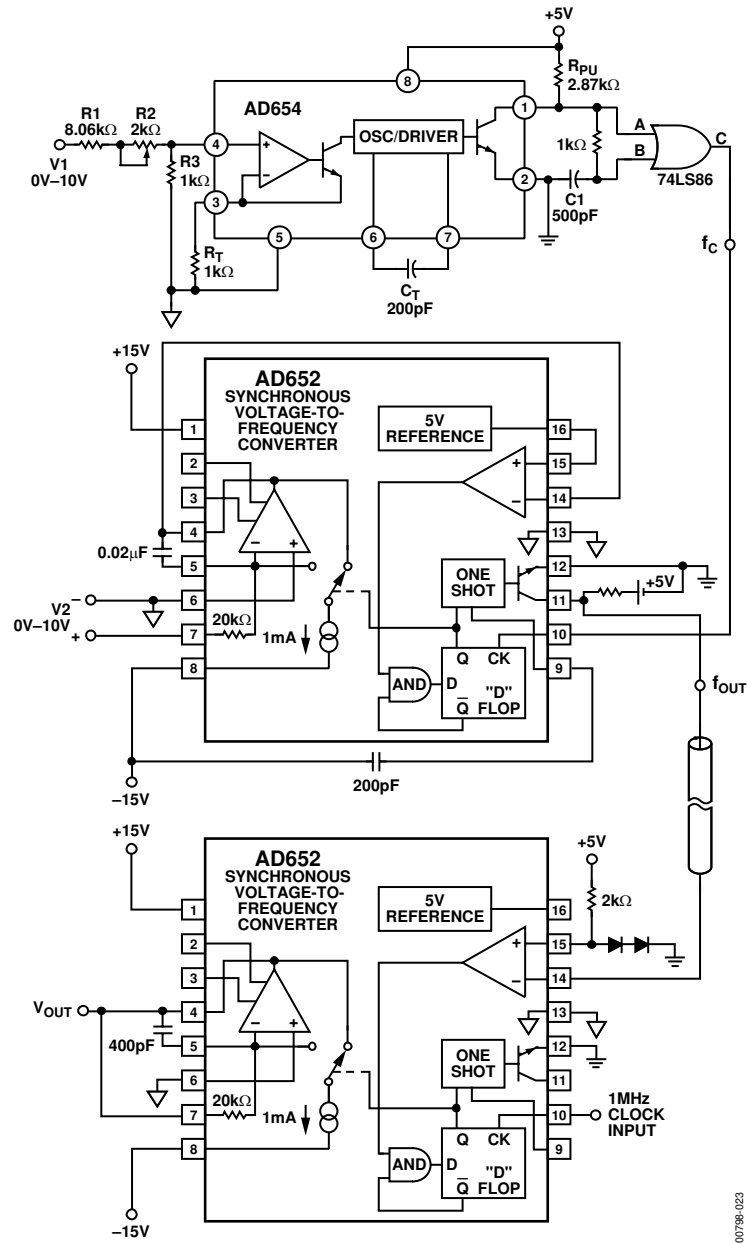 +5V
RPU
2.87kΩ
8
AD654
R1
8.06kΩ
R2
2kΩ
V1
0V–10V
4
R3
1kΩ
3
OSC/DRIVER
1
2
1kΩ
A
B
C
74LS86
C1
500pF
RT
1kΩ
5
6
7
CT
200pF
fC
+15V
AD652
SYNCHRONOUS
VOLTAGE-TO-
FREQUENCY
CONVERTER
5V
REFERENCE
1
2
3
4
5
6
7
8
16
15
14
13
12
11
10
9
+
–
–
+
0.02μF
V2
0V–10V
–
+
20kΩ
1mA
ONE
SHOT
+5V
AND
D
Q
CK
"D"
FLOP
Q
fOUT
200pF
–15V
+15V
AD652
SYNCHRONOUS
VOLTAGE-TO-
FREQUENCY
CONVERTER
5V
REFERENCE
+5V
2kΩ
1
2
3
4
5
6
7
8
16
15
14
13
12
11
10
9
+
–
–
+
VOUT
400pF
20kΩ
1mA
ONE
SHOT
1MHz
CLOCK
INPUT
AND
D
Q
CK
"D"
FLOP
Q
–15V
00798-023